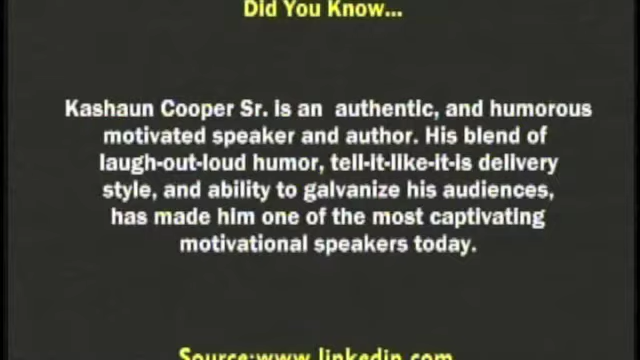 Did You Know...
Kashaun Cooper Sr. is an authentic, and humorous
motivated speaker and author. His blend of
laugh-out-loud humor, tell-it-like-it-is delivery
style, and ability to galvanize his audiences,
has made him one of the most captivating
motivational speakers today.
Source:www.linkedin.com